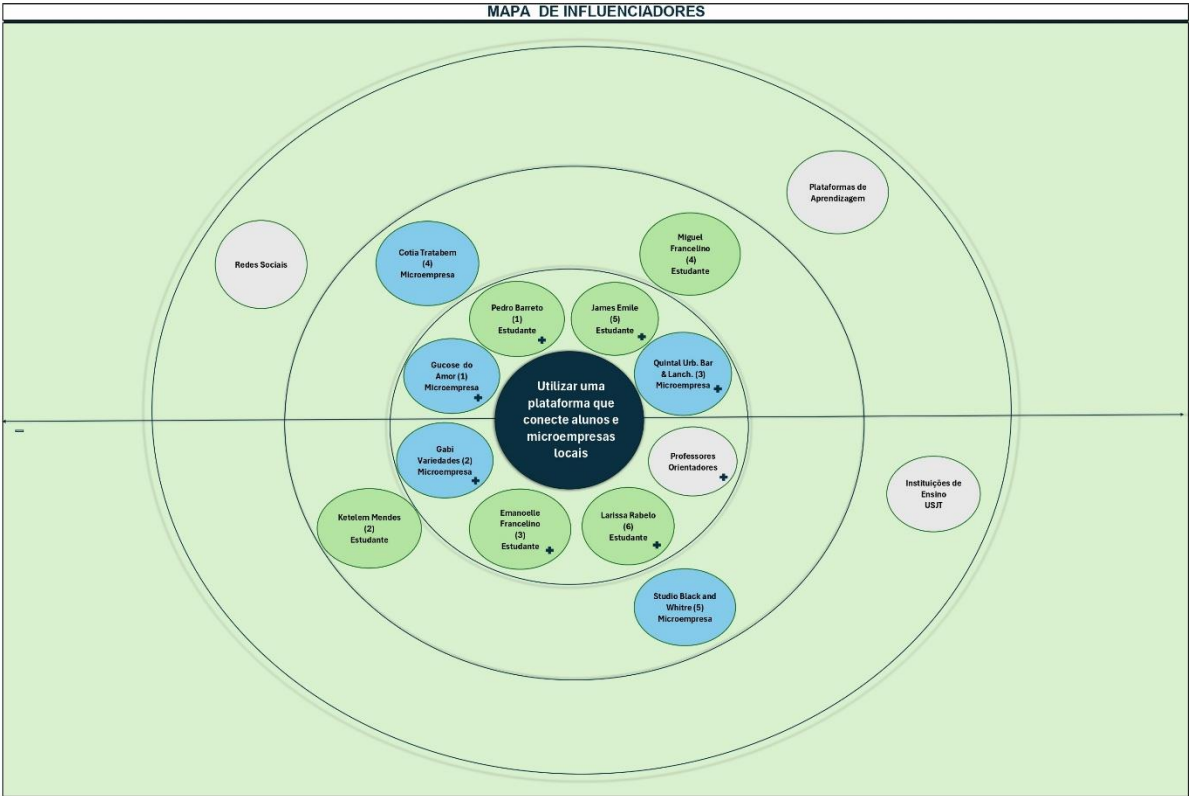 MAPA DE INFLUENCIADORES
Plataformas de
Aprendizagem
Redes Sociais
Cotia Tratabem
(4)
Microempresa
Miguel
Francelino
(4)
Estudante
Pedro Barreto
(1)
Estudante
+
James Emile
(5)
Estudante
+
Gucose do
Amor (1)
Microempresa
+
Quintal Urb. Bar
& Lanch. (3)
Microempresa
+
Utilizar uma
plataforma que
conecte alunos e
microempresas
locais
Gabi
Variedades (2)
Microempresa
+
Professores
Orientadores
+
Instituições de
Ensino
USJT
Ketelem Mendes
(2)
Estudante
Emanoelle
Francelino
(3)
Estudante
+
Larissa Rabelo
(6)
Estudante
+
Studio Black and
Whitre (5)
Microempresa